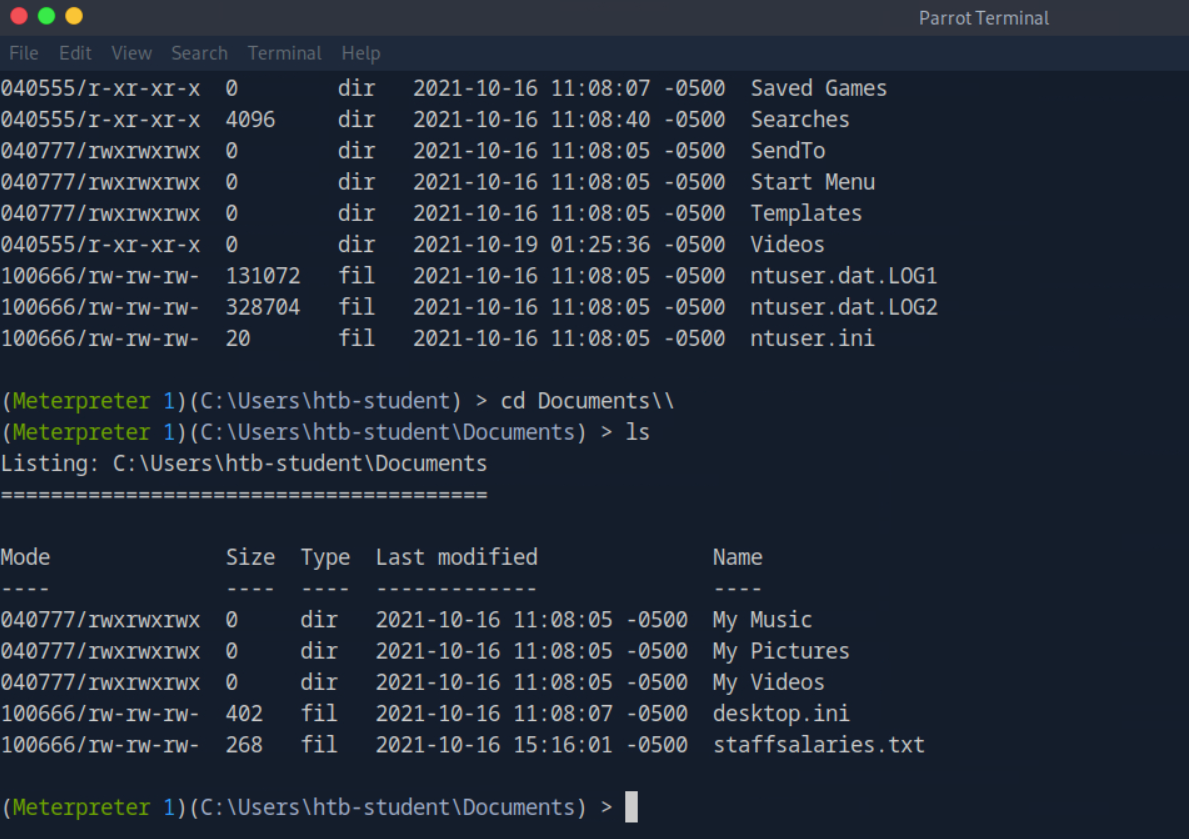 Parrot Terminal
File Edit View Search Terminal Help
040555/r-xr-xr-x 0 dir 2021-10-16 11:08:07 -0500 Saved Games
040555/r-xr-xr-x 4096 dir 2021-10-16 11:08:40 -0500 Searches
040777/rwxrwxrwx 0 dir 2021-10-16 11:08:05 -0500 SendTo
040777/rwxrwxrwx 0 dir 2021-10-16 11:08:05 -0500 Start Menu
040777/rwxrwxrwx 0 dir 2021-10-16 11:08:05 -0500 Templates
040555/r-xr-xr-x 0 dir 2021-10-19 01:25:36 -0500 Videos
100666/rw-rw-rw- 131072 fil 2021-10-16 11:08:05 -0500 ntuser.dat.LOG1
100666/rw-rw-rw- 328704 fil 2021-10-16 11:08:05 -0500 ntuser.dat.LOG2
100666/rw-rw-rw- 20 fil 2021-10-16 11:08:05 -0500 ntuser.ini
(Meterpreter 1)(C:\Users\htb-student) > cd Documents\\
(Meterpreter 1)(C:\Users\htb-student\Documents) > ls
Listing: C:\Users\htb-student\Documents
=======================================
Mode Size Type Last modified Name
---- ---- ---- ------------- ----
040777/rwxrwxrwx 0 dir 2021-10-16 11:08:05 -0500 My Music
040777/rwxrwxrwx 0 dir 2021-10-16 11:08:05 -0500 My Pictures
040777/rwxrwxrwx 0 dir 2021-10-16 11:08:05 -0500 My Videos
100666/rw-rw-rw- 402 fil 2021-10-16 11:08:07 -0500 desktop.ini
100666/rw-rw-rw- 268 fil 2021-10-16 15:16:01 -0500 staffsalaries.txt
(Meterpreter 1)(C:\Users\htb-student\Documents) >